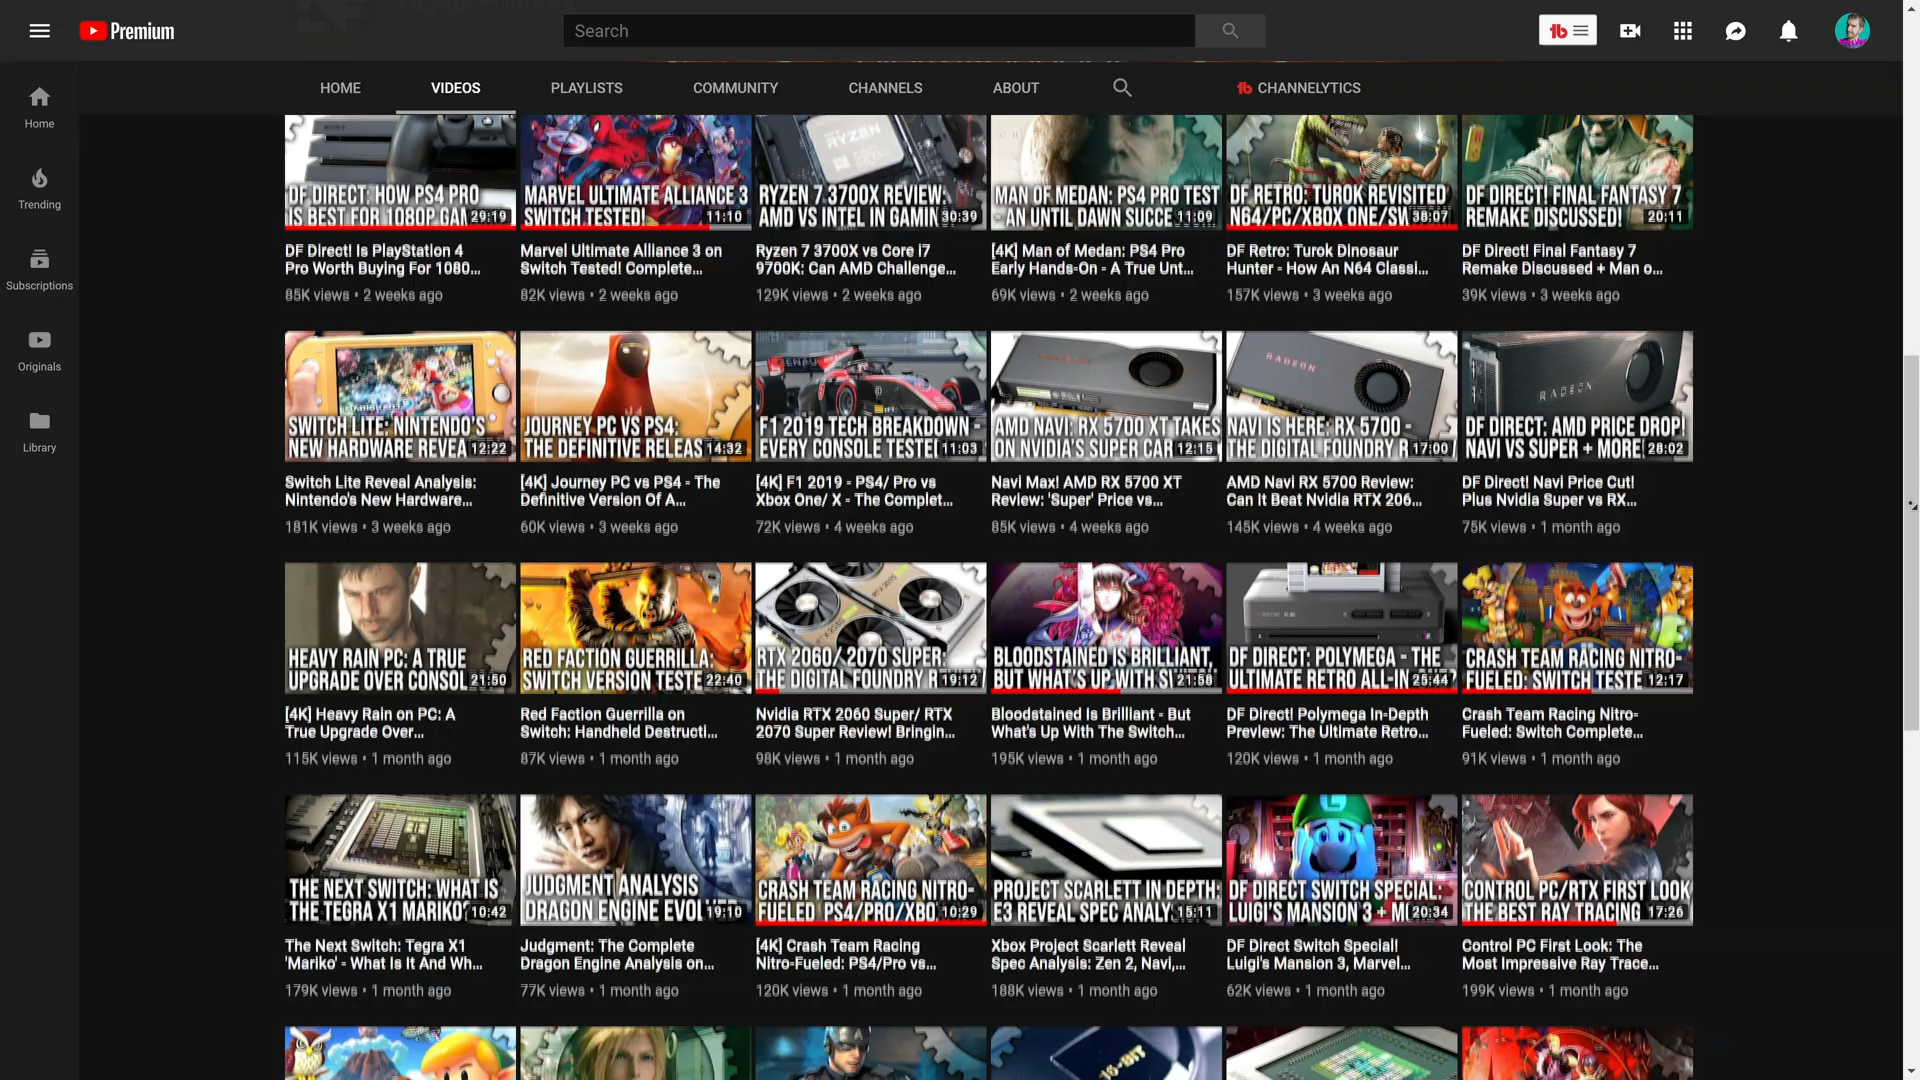 Premium
Search
HOME VIDEOS PLAYLISTS COMMUNITY CHANNELS ABOUT CHANNELYTICS
Home
Trending
Subscriptions
Originals
Library
DF DIRECT: HOW PS4 PRO
IS BEST FOR 1080P GAM 29:19
MARVEL ULTIMATE ALLIANCE 3
SWITCH TESTED! 11:10
RYZEN
RYZEN 7 3700X REVIEW:
AMD VS INTEL IN GAMIN 30:39
MAN OF MEDAN: PS4 PRO TEST
- AN UNTIL DAWN SUCCE 11:09
DF RETRO: TUROK REVISITED
N64/PC/XBOX ONE/SW 38:07
DF DIRECT! FINAL FANTASY 7
REMAKE DISCUSSED! 20:11
DF Direct! Is PlayStation 4
Pro Worth Buying For 1080...
85K views • 2 weeks ago
Marvel Ultimate Alliance 3 on
Switch Tested! Complete...
82K views • 2 weeks ago
Ryzen 7 3700X vs Core i7
9700K: Can AMD Challenge...
129K views • 2 weeks ago
[4K] Man of Medan: PS4 Pro
Early Hands-On - A True Unt...
69K views • 2 weeks ago
DF Retro: Turok Dinosaur
Hunter - How An N64 Classi...
157K views • 3 weeks ago
DF Direct! Final Fantasy 7
Remake Discussed + Man o...
39K views • 3 weeks ago
SWITCH LITE: NINTENDO'S
NEW HARDWARE REVEA 12:22
JOURNEY PC VS PS4:
THE DEFINITIVE RELEAS 14:32
F1 2019 TECH BREAKDOWN -
EVERY CONSOLE TESTED 11:03
AMD NAVI: RX 5700 XT TAKES
ON NVIDIA'S SUPER CAR 12:15
RADEON
NAVI IS HERE: RX 5700 -
THE DIGITAL FOUNDRY R 17:00
RADEON
DF DIRECT: AMD PRICE DROP!
NAVI VS SUPER + MORE! 28:02
Switch Lite Reveal Analysis:
Nintendo's New Hardware...
181K views • 3 weeks ago
[4K] Journey PC vs PS4 - The
Definitive Version Of A...
60K views • 3 weeks ago
[4K] F1 2019 - PS4/ Pro vs
Xbox One/ X - The Complet...
72K views • 4 weeks ago
Navi Max! AMD RX 5700 XT
Review: 'Super' Price vs...
85K views • 4 weeks ago
AMD Navi RX 5700 Review:
Can It Beat Nvidia RTX 206...
145K views • 4 weeks ago
DF Direct! Navi Price Cut!
Plus Nvidia Super vs RX...
75K views • 1 month ago
HEAVY RAIN PC: A TRUE
UPGRADE OVER CONSOL 21:50
RED FACTION GUERRILLA:
SWITCH VERSION TESTE 22:40
RTX 2060/ 2070 SUPER:
THE DIGITAL FOUNDRY R 19:12
BLOODSTAINED IS BRILLIANT,
BUT WHAT'S UP WITH SW 21:58
DF DIRECT: POLYMEGA - THE
ULTIMATE RETRO ALL-IN 25:44
CRASH TEAM RACING NITRO-
FUELED: SWITCH TESTE 12:17
[4K] Heavy Rain on PC: A
True Upgrade Over...
115K views • 1 month ago
Red Faction Guerrilla on
Switch: Handheld Destructi...
87K views • 1 month ago
Nvidia RTX 2060 Super/ RTX
2070 Super Review! Bringin...
98K views • 1 month ago
Bloodstained Is Brilliant - But
What's Up With The Switch...
195K views • 1 month ago
DF Direct! Polymega In-Depth
Preview: The Ultimate Retro...
120K views • 1 month ago
Crash Team Racing Nitro-
Fueled: Switch Complete...
91K views • 1 month ago
THE NEXT SWITCH: WHAT IS
THE TEGRA X1 MARIKO? 10:42
JUDGMENT ANALYSIS
DRAGON ENGINE EVOLVED 19:10
CRASH TEAM RACING NITRO-
FUELED PS4/PRO/XBO 10:29
PROJECT SCARLETT IN DEPTH:
E3 REVEAL SPEC ANALY 15:11
DF DIRECT SWITCH SPECIAL:
LUIGI'S MANSION 3 + M 20:34
CONTROL PC/RTX FIRST LOOK
THE BEST RAY TRACING 17:26
The Next Switch: Tegra X1
'Mariko' - What Is It And Wh...
179K views • 1 month ago
Judgment: The Complete
Dragon Engine Analysis on...
77K views • 1 month ago
[4K] Crash Team Racing
Nitro-Fueled: PS4/Pro vs...
120K views • 1 month ago
Xbox Project Scarlett Reveal
Spec Analysis: Zen 2, Navi,...
188K views • 1 month ago
DF Direct Switch Special!
Luigi's Mansion 3, Marvel...
62K views • 1 month ago
Control PC First Look: The
Most Impressive Ray Trace...
199K views • 1 month ago
16-BIT